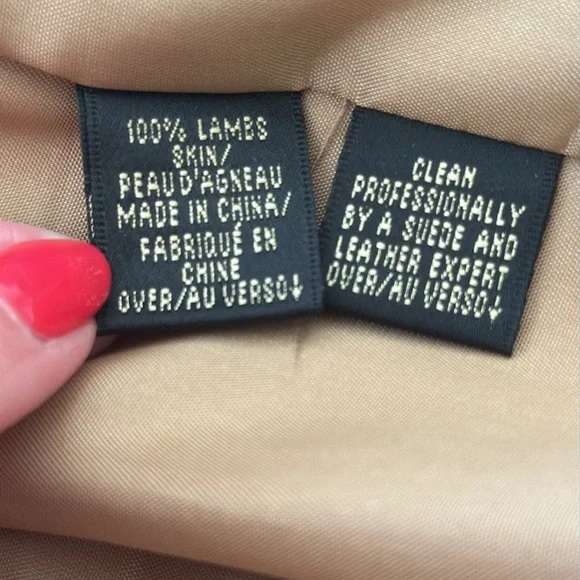 100% LAMBS
SKIN/
PEAU D'AGNEAU
MADE IN CHINA/
FABRIQUÉ EN
CHINE
OVER/AU VERSO↓
CLEAN
PROFESSIONALLY
BY A SUEDE AND
LEATHER EXPERT
OVER/AU VERSO↓